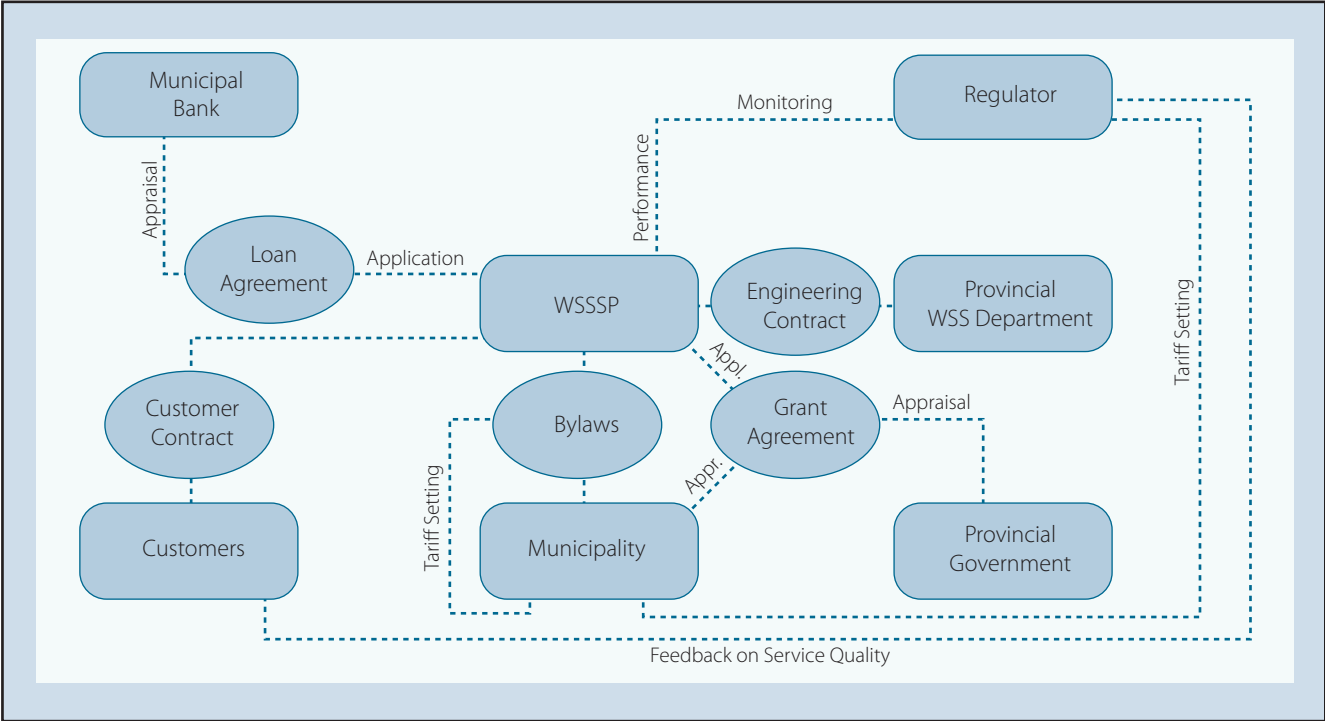 Municipal
Bank
Regulator
Monitoring
Performance
Appraisal
Loan
Agreement
Application
WSSSP
Engineering
Contract
Provincial
WSS Department
Tariff Setting
Appl.
Customer
Contract
Bylaws
Grant
Agreement
Appraisal
Appr.
Tariff Setting
Customers
Municipality
Provincial
Government
Feedback on Service Quality